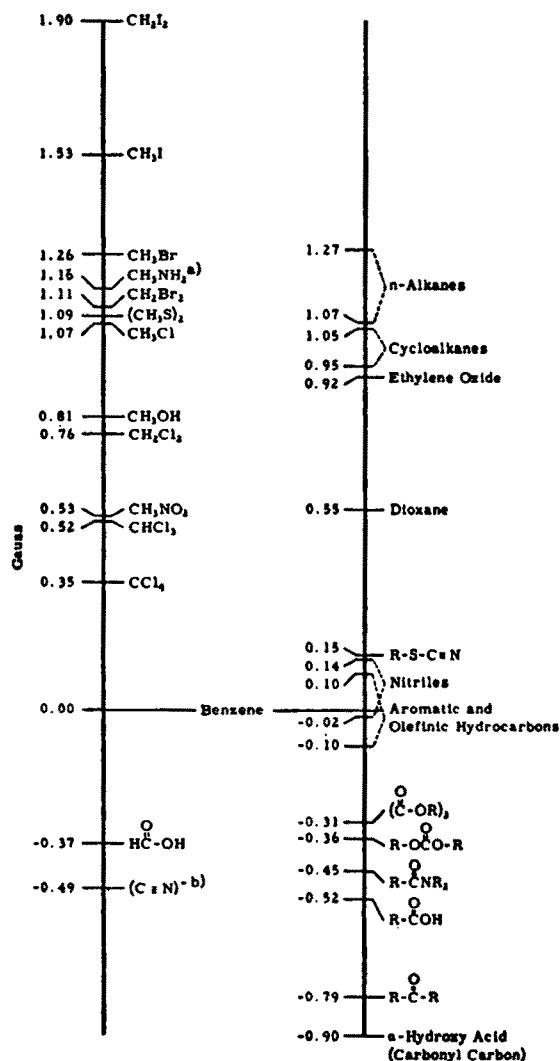 1.90 CH₂I₂
1.53 CH₃I
1.26 CH₃Br
1.16 CH₃NH₂ᵃ⁾
1.11 CH₂Br₂
1.09 (CH₃S)₂
1.07 CH₃Cl
0.81 CH₃OH
0.76 CH₂Cl₂
0.53 CH₃NO₂
0.52 CHCl₃
Gauss
0.35 CCl₄
0.00 Benzene
-0.37 O
HC-OH
-0.49 (C≡N)⁻ᵇ⁾
1.27
n-Alkanes
1.07
1.05
Cycloalkanes
0.95
0.92 Ethylene Oxide
0.55 Dioxane
0.15 R-S-C≡N
0.14
Nitriles
0.10
Aromatic and
-0.02 Olefinic Hydrocarbons
-0.10
O
-0.31 (C-OR)₃
O
-0.36 R-OCO-R
O
-0.45 R-CNR₂
O
-0.52 R-COH
O
-0.79 R-C-R
-0.90 α-Hydroxy Acid
(Carbonyl Carbon)